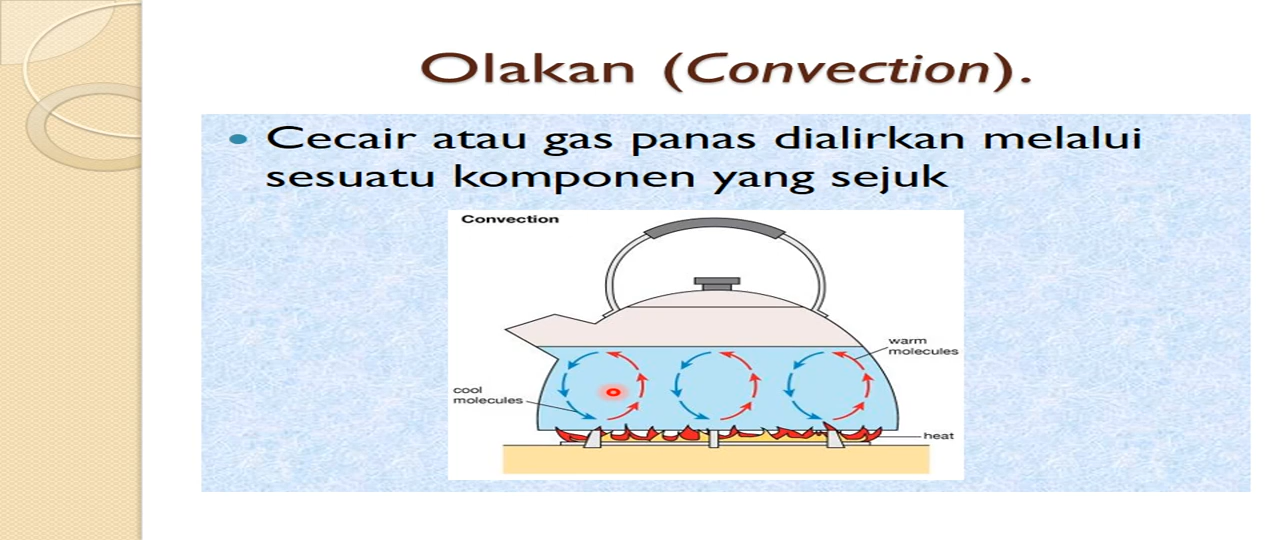 Olakan (Convection).
Cecair atau gas panas dialirkan melalui
sesuatu komponen yang sejuk
Convection
warm
molecules
cool
molecules
heat